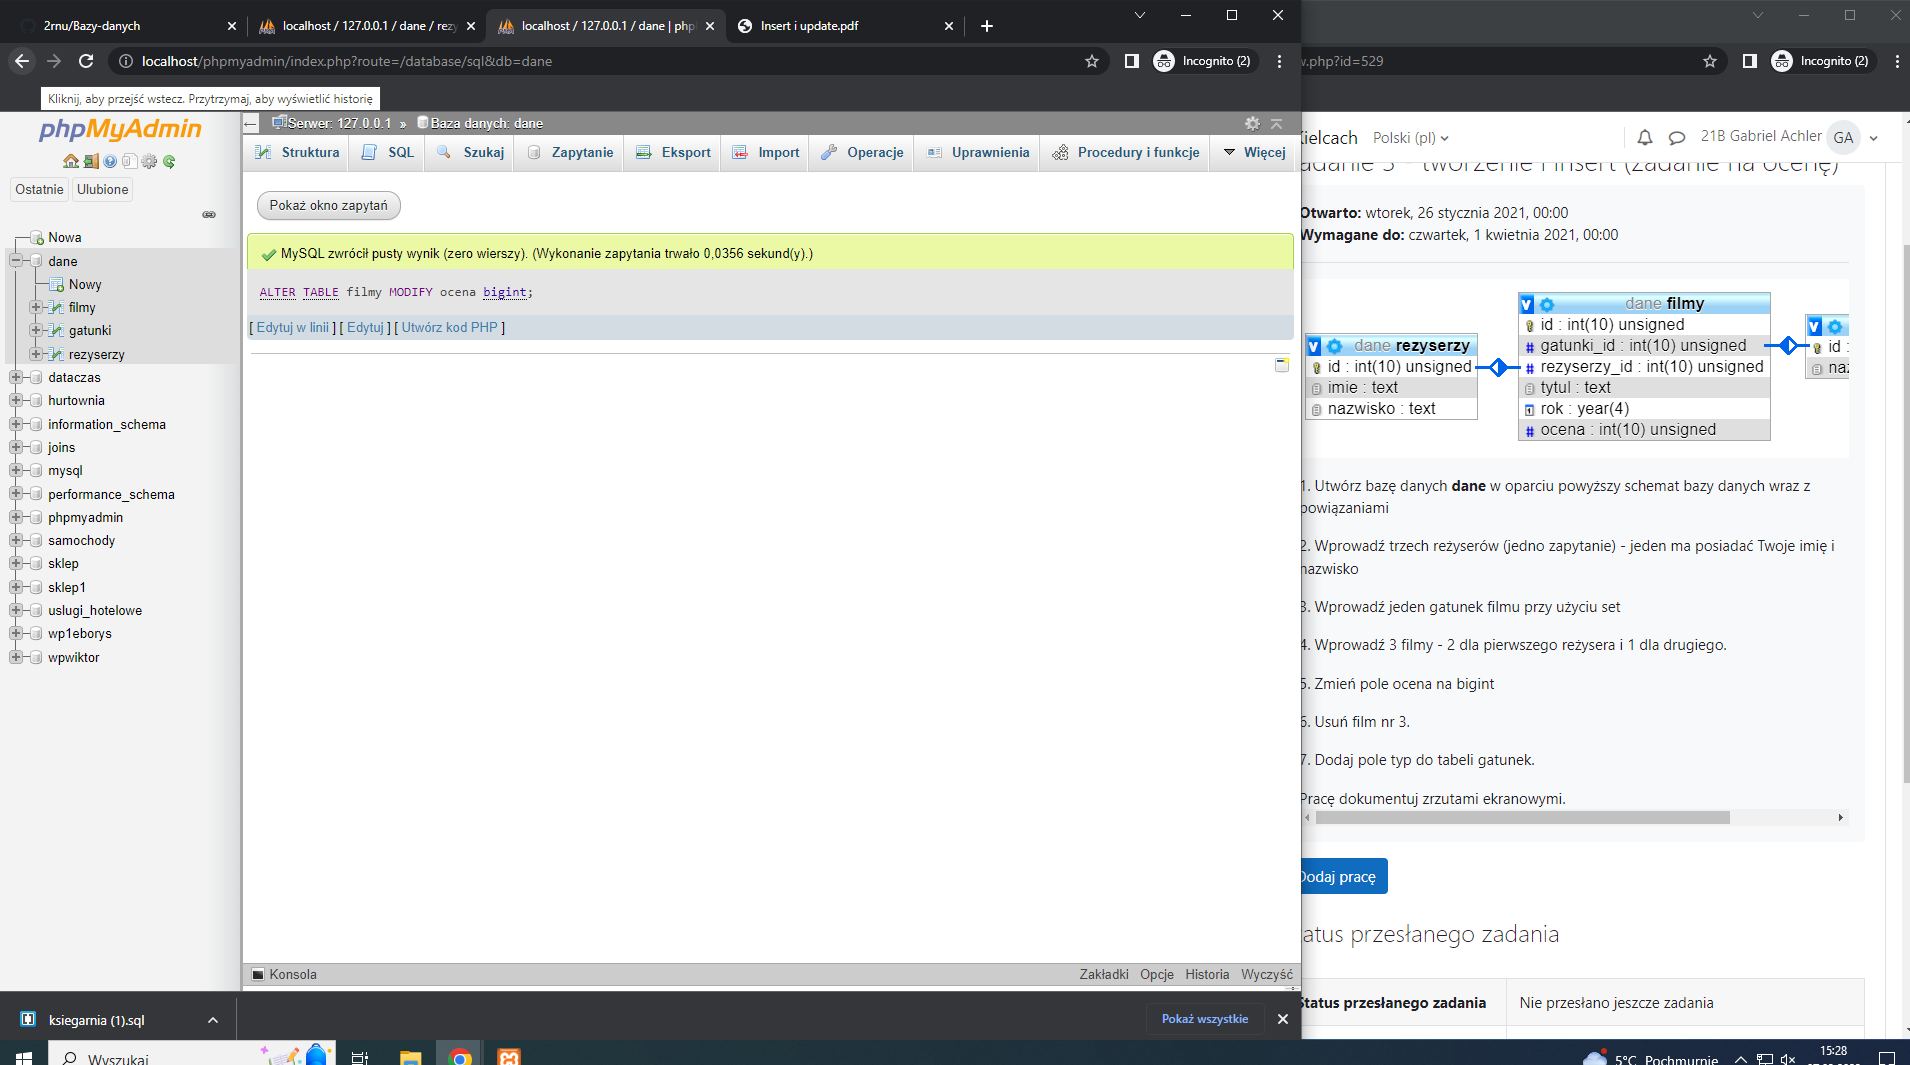 2rnu/Bazy-danych
localhost / 127.0.0.1 / dane / rezy
localhost / 127.0.0.1 / dane | php
Insert i update.pdf
localhost/phpmyadmin/index.php?route=/database/sql&db=dane
Incognito (2)
w.php?id=529
Incognito (2)
Kliknij, aby przejść wstecz. Przytrzymaj, aby wyświetlić historię
phpMyAdmin
Ostatnie
Ulubione
Nowa
dane
Nowy
filmy
gatunki
rezyserzy
dataczas
hurtownia
information_schema
joins
mysql
performance_schema
phpmyadmin
samochody
sklep
sklep1
uslugi_hotelowe
wp1eborys
wpwiktor
Serwer: 127.0.0.1 » Baza danych: dane
Struktura
SQL
Szukaj
Zapytanie
Eksport
Import
Operacje
Uprawnienia
Procedury i funkcje
Więcej
Pokaż okno zapytań
MySQL zwrócił pusty wynik (zero wierszy). (Wykonanie zapytania trwało 0,0356 sekund(y).)
ALTER TABLE filmy MODIFY ocena bigint;
[ Edytuj w linii ] [ Edytuj ] [ Utwórz kod PHP ]
Konsola
Zakładki
Opcje
Historia
Wyczyść
Kielcach
Polski (pl)
21B Gabriel Achler
GA
adanie 3 - tworzenie i insert (zadanie na ocenę)
Otwarto: wtorek, 26 stycznia 2021, 00:00
Wymagane do: czwartek, 1 kwietnia 2021, 00:00
dane rezyserzy
id : int(10) unsigned
imie : text
nazwisko : text
dane filmy
id : int(10) unsigned
gatunki_id : int(10) unsigned
rezyserzy_id : int(10) unsigned
tytul : text
rok : year(4)
ocena : int(10) unsigned
id :
naz
1. Utwórz bazę danych dane w oparciu powyższy schemat bazy danych wraz z
powiązaniami
2. Wprowadź trzech reżyserów (jedno zapytanie) - jeden ma posiadać Twoje imię i
nazwisko
3. Wprowadź jeden gatunek filmu przy użyciu set
4. Wprowadź 3 filmy - 2 dla pierwszego reżysera i 1 dla drugiego.
5. Zmień pole ocena na bigint
6. Usuń film nr 3.
7. Dodaj pole typ do tabeli gatunek.
Pracę dokumentuj zrzutami ekranowymi.
Dodaj pracę
atus przesłanego zadania
Status przesłanego zadania
Nie przesłano jeszcze zadania
ksiegarnia (1).sql
Pokaż wszystkie
Wyszukaj
5°C Pochmurnie
15:28